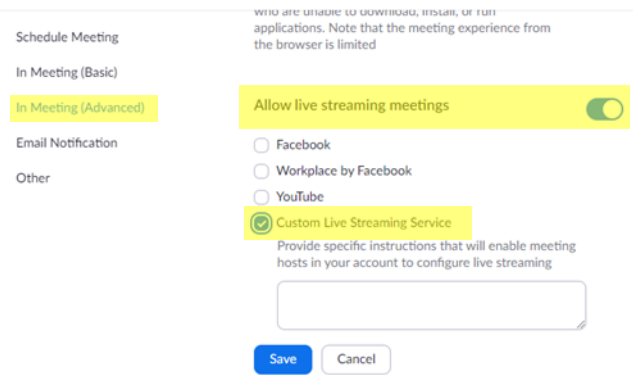 who are unable to download, install, or run
applications. Note that the meeting experience from
the browser is limited
Schedule Meeting
In Meeting (Basic)
In Meeting (Advanced)
Email Notification
Other
Allow live streaming meetings
Facebook
Workplace by Facebook
YouTube
Custom Live Streaming Service
Provide specific instructions that will enable meeting
hosts in your account to configure live streaming
Save
Cancel